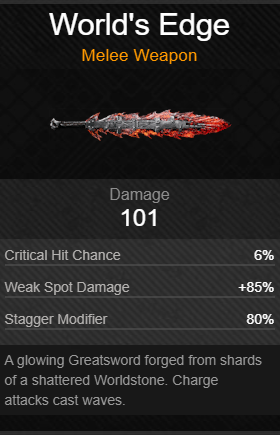 World's Edge
Melee Weapon
Damage
101
Critical Hit Chance 6%
Weak Spot Damage +85%
Stagger Modifier 80%
A glowing Greatsword forged from shards
of a shattered Worldstone. Charge
attacks cast waves.